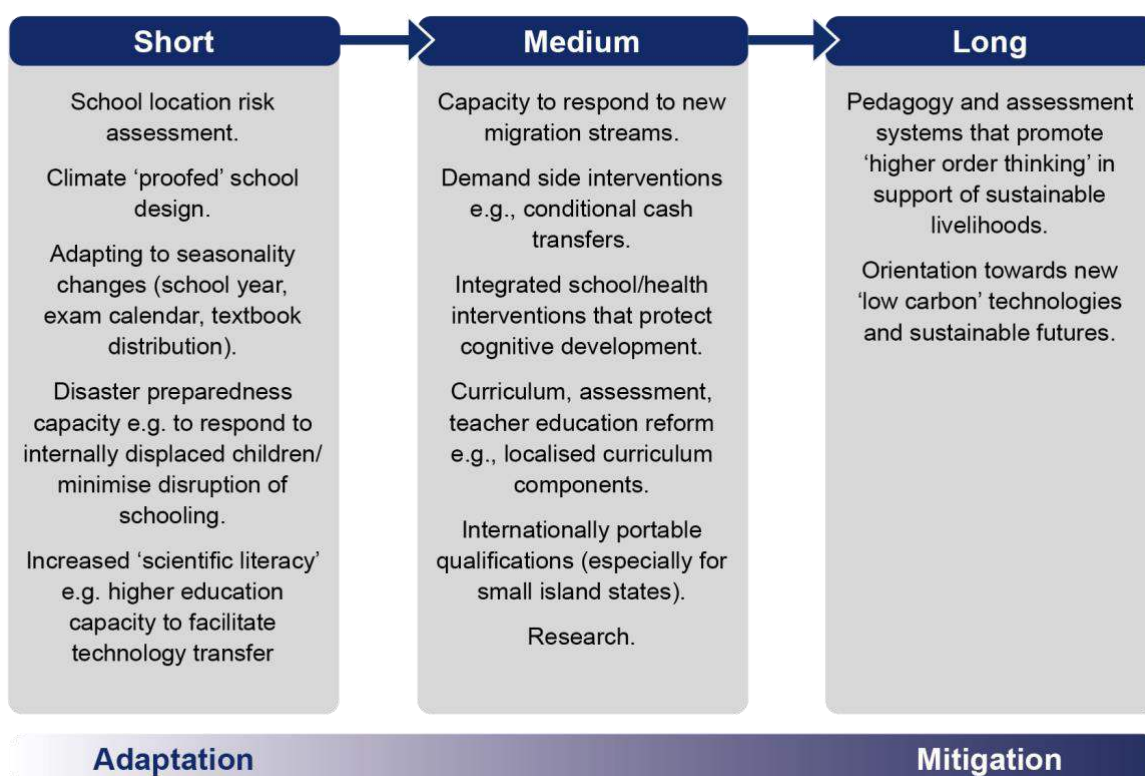 Short
School location risk
assessment.
Climate ‘proofed’ school
design.
Adapting to seasonality
changes (school year,
exam calendar, textbook
distribution).
Disaster preparedness
capacity e.g. to respond to
internally displaced children/
minimise disruption of
schooling.
Increased ‘scientific literacy’
e.g. higher education
capacity to facilitate
technology transfer
Medium
Capacity to respond to new
migration streams.
Demand side interventions
e.g., conditional cash
transfers.
Integrated school/health
interventions that protect
cognitive development.
Curriculum, assessment,
teacher education reform
e.g., localised curriculum
components.
Internationally portable
qualifications (especially for
small island states).
Research.
Long
Pedagogy and assessment
systems that promote
‘higher order thinking’ in
support of sustainable
livelihoods.
Orientation towards new
‘low carbon’ technologies
and sustainable futures.
Adaptation
Mitigation